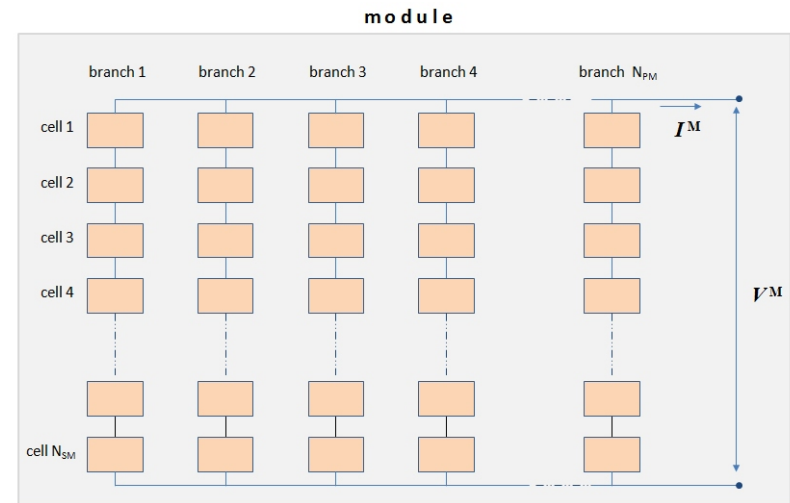 module
branch 1 branch 2 branch 3 branch 4 branch N_PM
cell 1
I^M
cell 2
cell 3
cell 4
V^M
cell N_SM